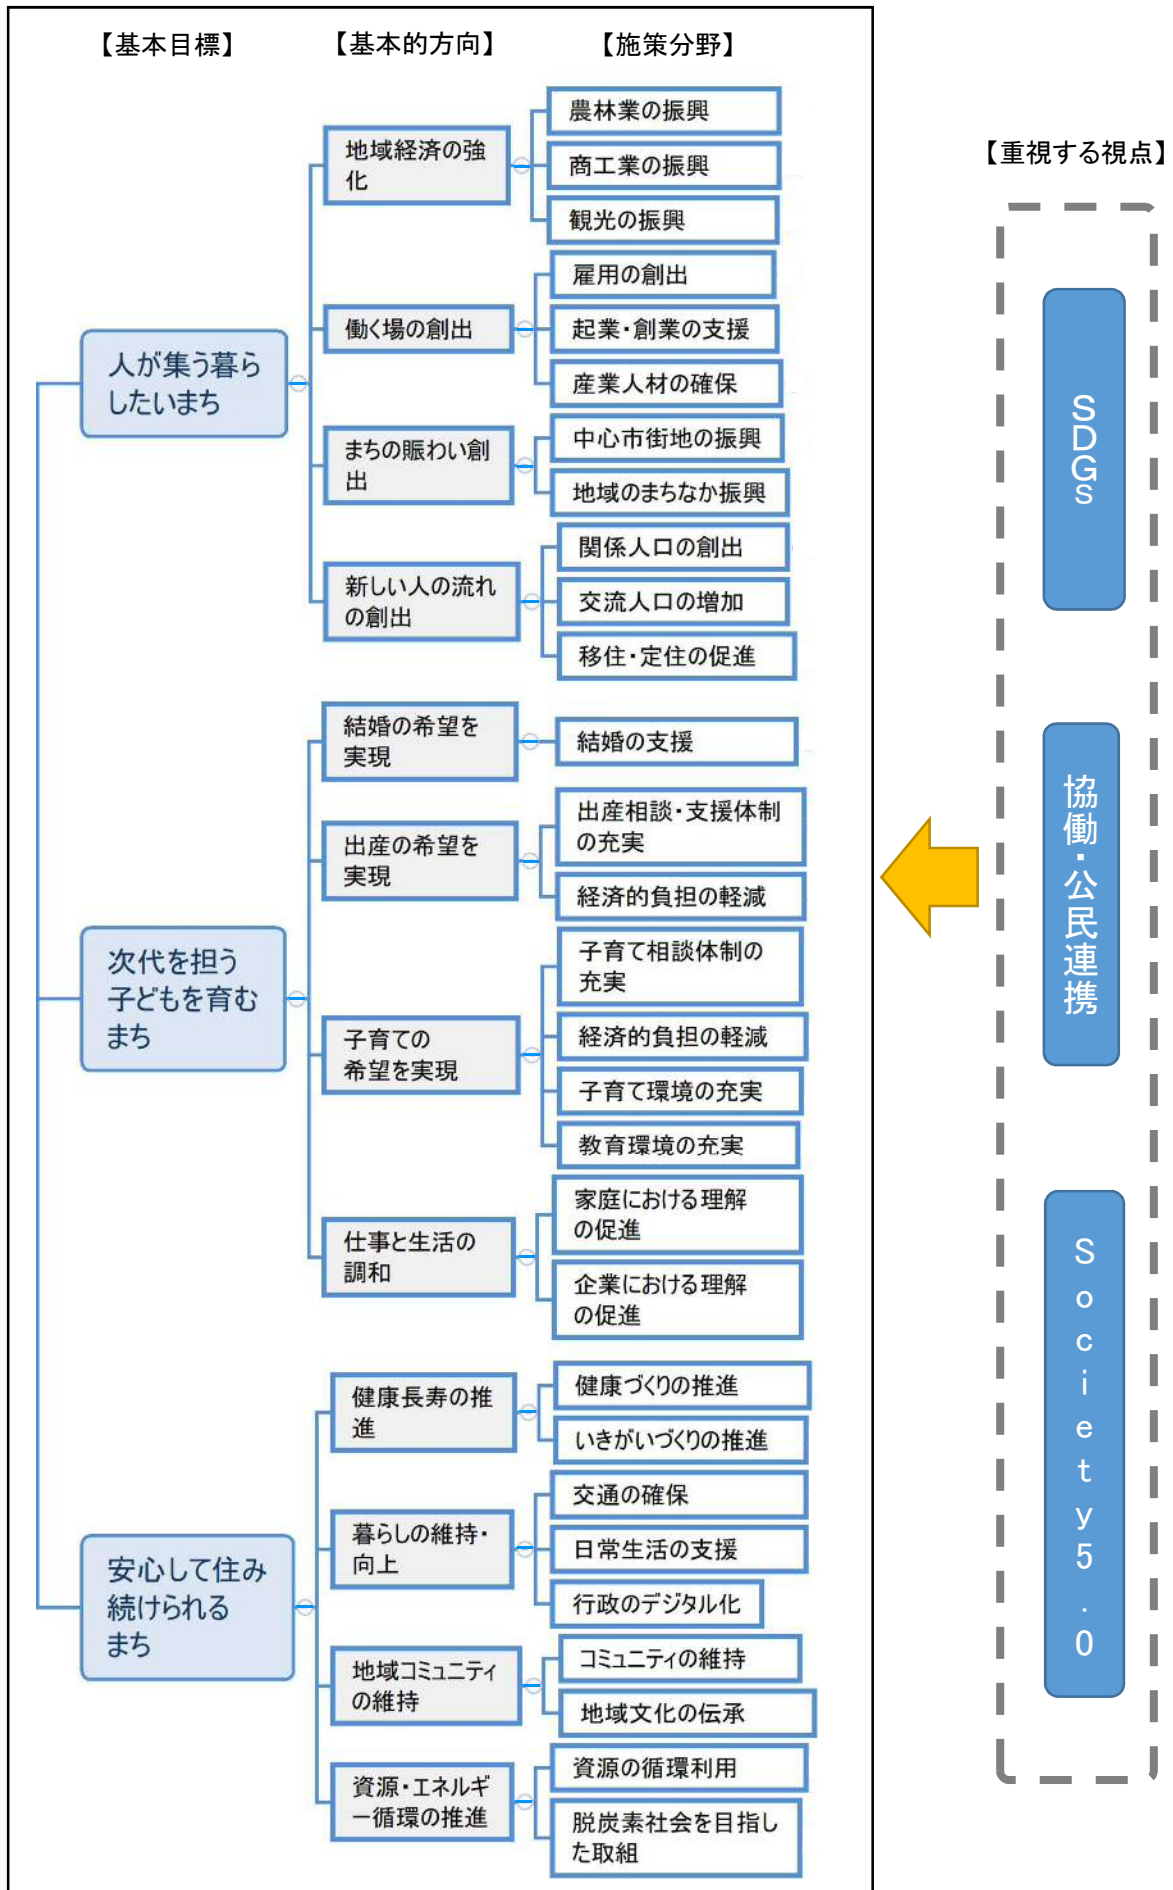 【基本目標】
【基本的方向】
【施策分野】
人が集う暮ら
したいまち
地域経済の強
化
農林業の振興
商工業の振興
観光の振興
働く場の創出
雇用の創出
起業・創業の支援
産業人材の確保
まちの賑わい創
出
中心市街地の振興
地域のまちなか振興
新しい人の流れ
の創出
関係人口の創出
交流人口の増加
移住・定住の促進
次代を担う
子どもを育む
まち
結婚の希望を
実現
結婚の支援
出産の希望を
実現
出産相談・支援体制
の充実
経済的負担の軽減
子育ての
希望を実現
子育て相談体制の
充実
経済的負担の軽減
子育て環境の充実
教育環境の充実
仕事と生活の
調和
家庭における理解
の促進
企業における理解
の促進
安心して住み
続けられる
まち
健康長寿の推
進
健康づくりの推進
いきがいづくりの推進
暮らしの維持・
向上
交通の確保
日常生活の支援
行政のデジタル化
地域コミュニティ
の維持
コミュニティの維持
地域文化の伝承
資源・エネルギ
ー循環の推進
資源の循環利用
脱炭素社会を目指し
た取組
【重視する視点】
SDGs
協働・公民連携
Society5.0